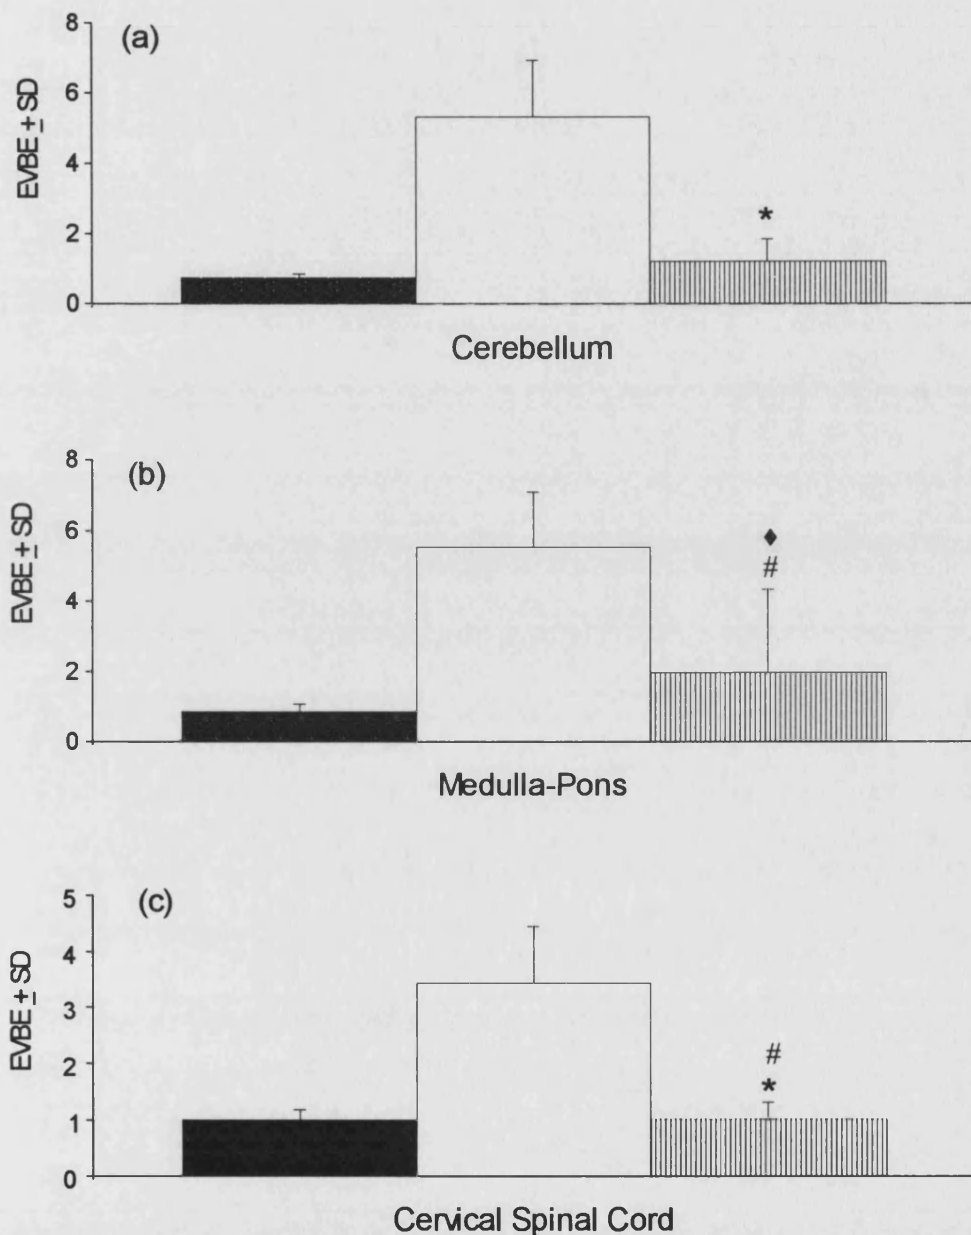 (a)
EVBE ± SD
8
6
4
2
0
*
Cerebellum
(b)
EVBE ± SD
8
6
4
2
0
♦
#
Medulla-Pons
(c)
EVBE ± SD
5
4
3
2
1
0
#
*
Cervical Spinal Cord